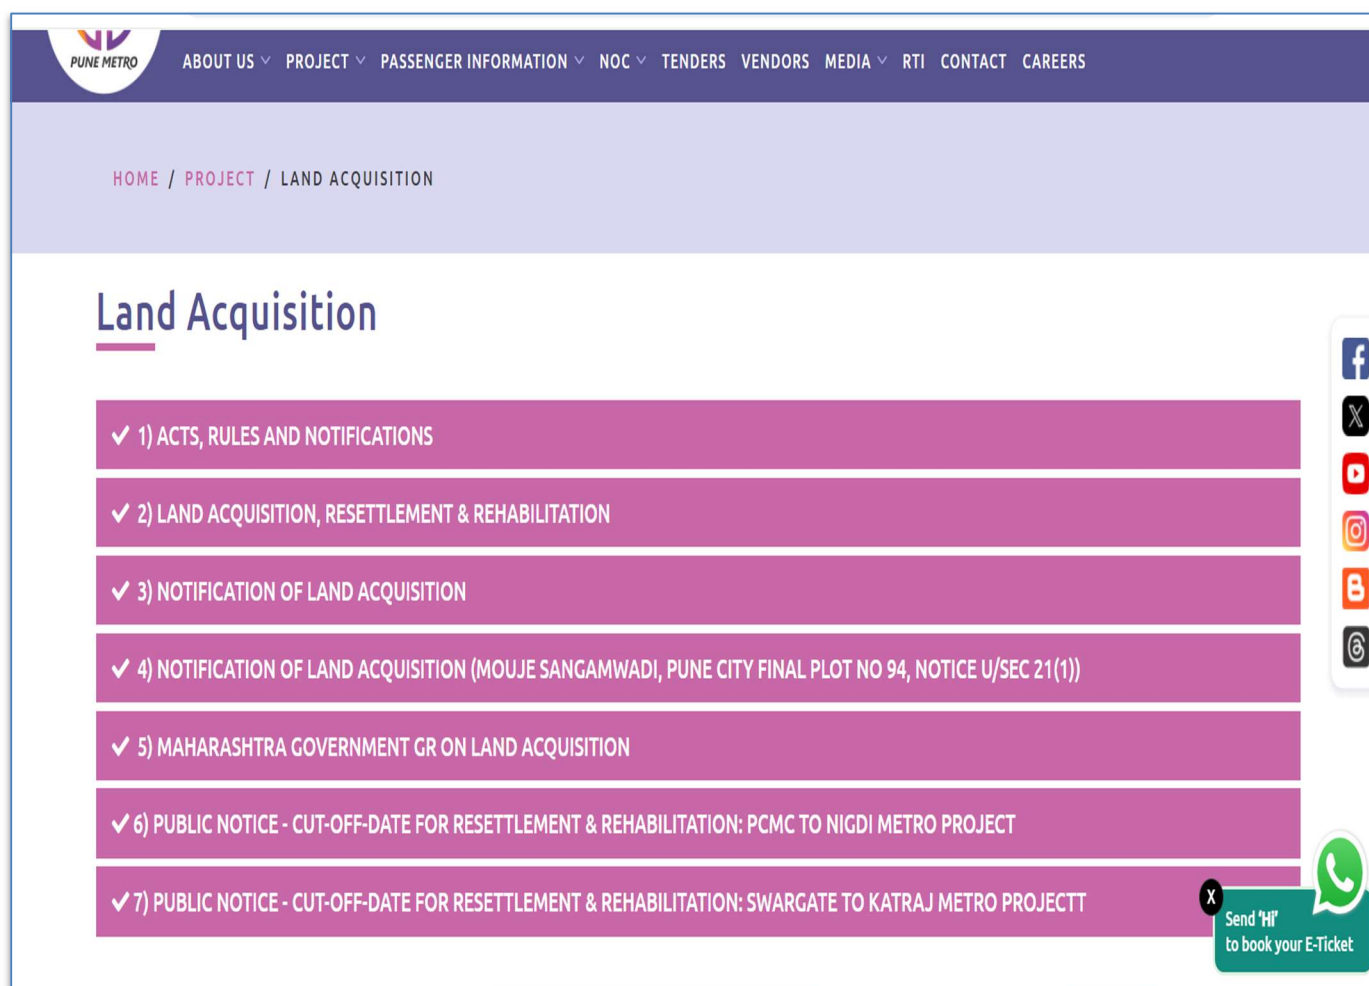 PUNE METRO
ABOUT US PROJECT PASSENGER INFORMATION NOC TENDERS VENDORS MEDIA RTI CONTACT CAREERS
HOME / PROJECT / LAND ACQUISITION
Land Acquisition
1) ACTS, RULES AND NOTIFICATIONS
2) LAND ACQUISITION, RESETTLEMENT & REHABILITATION
3) NOTIFICATION OF LAND ACQUISITION
4) NOTIFICATION OF LAND ACQUISITION (MOUJE SANGAMWADI, PUNE CITY FINAL PLOT NO 94, NOTICE U/SEC 21(1))
5) MAHARASHTRA GOVERNMENT GR ON LAND ACQUISITION
6) PUBLIC NOTICE - CUT-OFF-DATE FOR RESETTLEMENT & REHABILITATION: PCMC TO NIGDI METRO PROJECT
7) PUBLIC NOTICE - CUT-OFF-DATE FOR RESETTLEMENT & REHABILITATION: SWARGATE TO KATRAJ METRO PROJECTT
X
Send 'Hi'
to book your E-Ticket